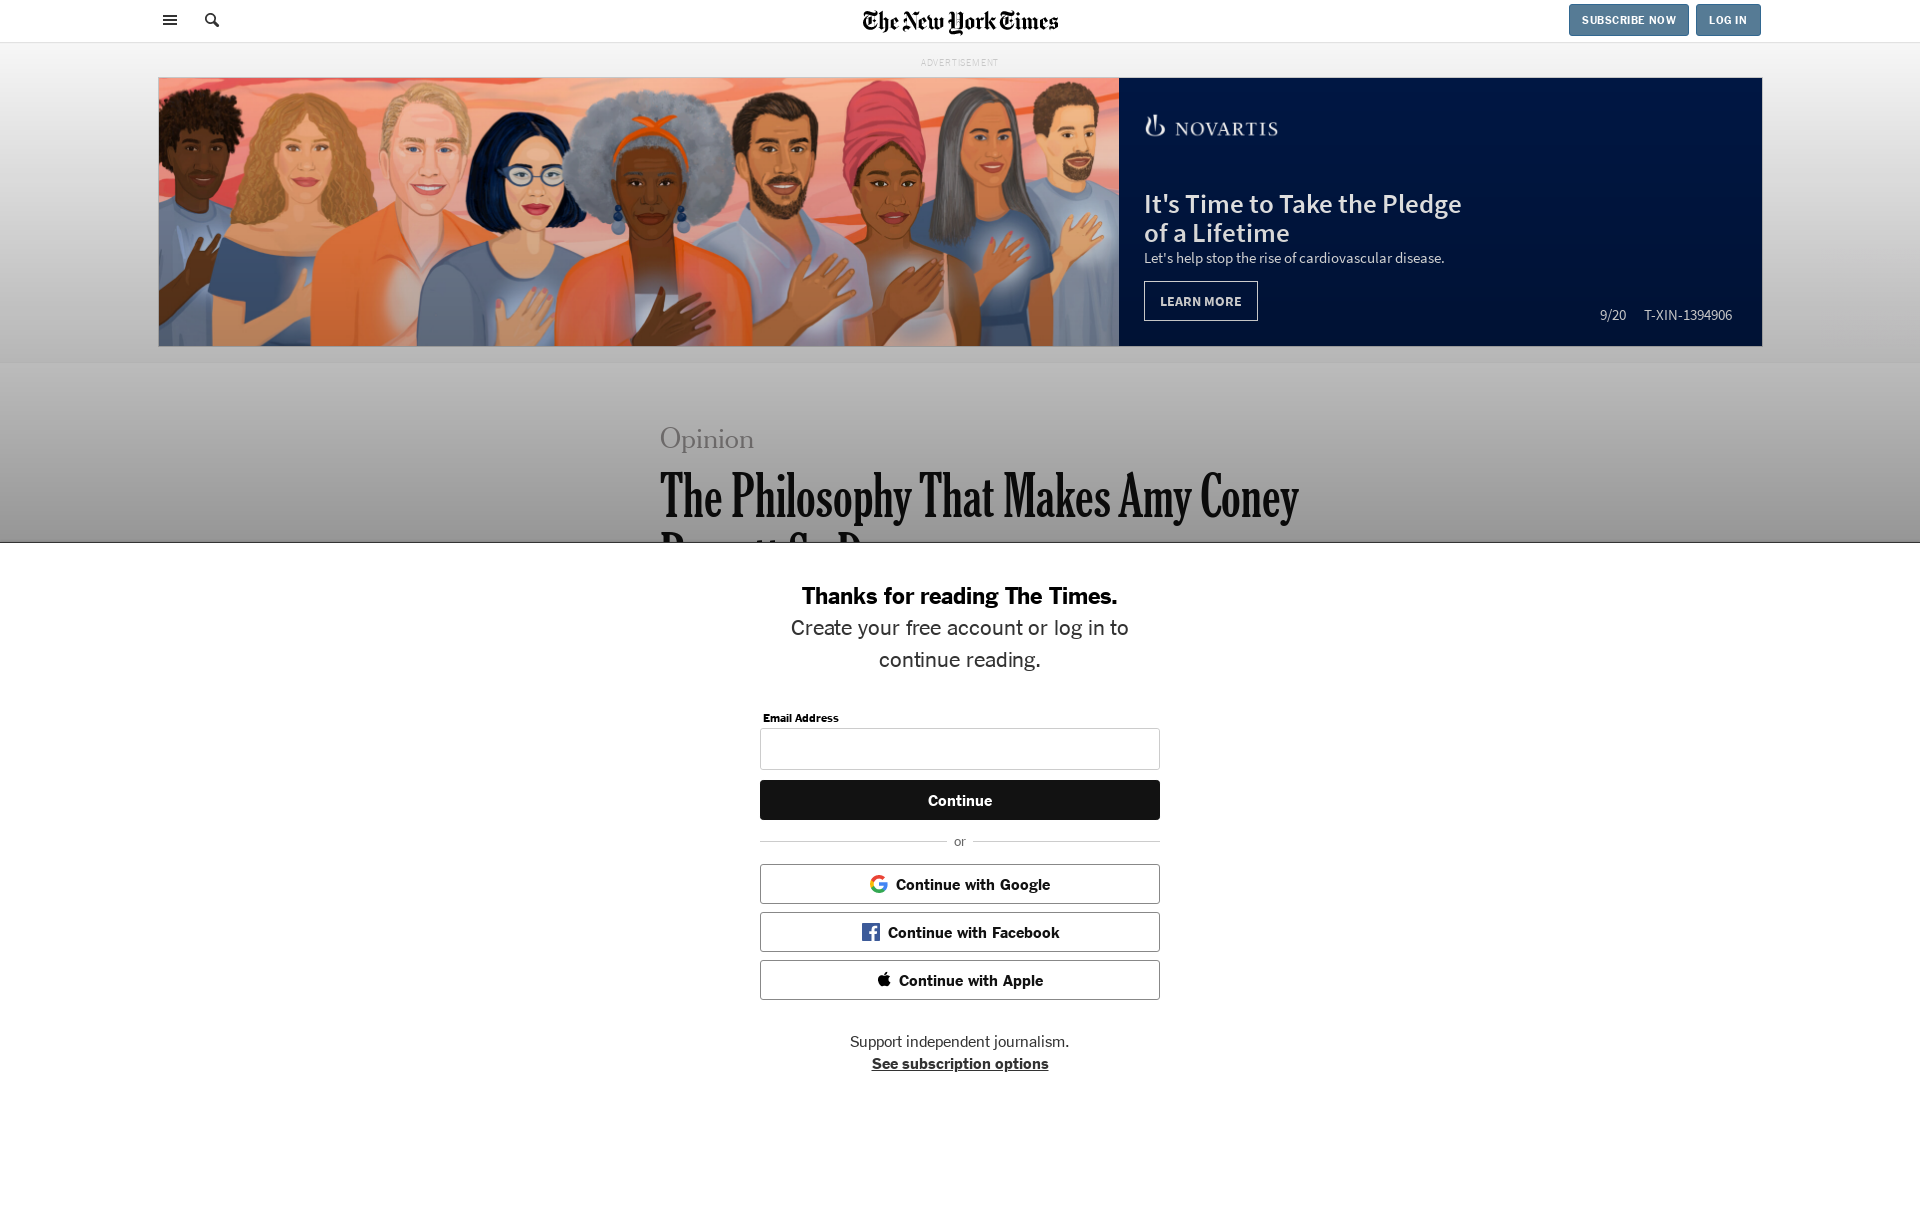 The New York Times
SUBSCRIBE NOW
LOG IN
ADVERTISEMENT
NOVARTIS
It's Time to Take the Pledge
of a Lifetime
Let's help stop the rise of cardiovascular disease.
LEARN MORE
9/20 T-XIN-1394906
Opinion
The Philosophy That Makes Amy Coney
Thanks for reading The Times.
Create your free account or log in to
continue reading.
Email Address
Continue
or
Continue with Google
Continue with Facebook
Continue with Apple
Support independent journalism.
See subscription options